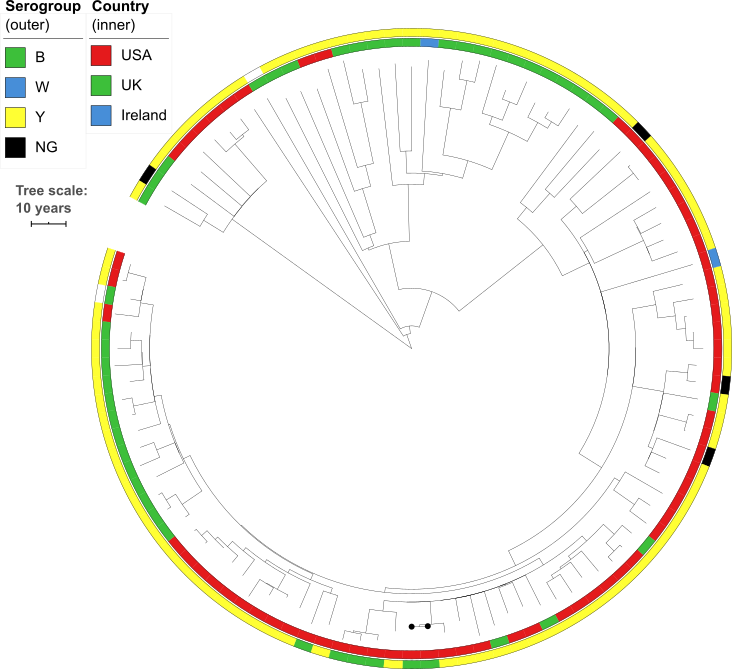 Serogroup
(outer)
B
W
Y
NG
Country
(inner)
USA
UK
Ireland
Tree scale:
10 years